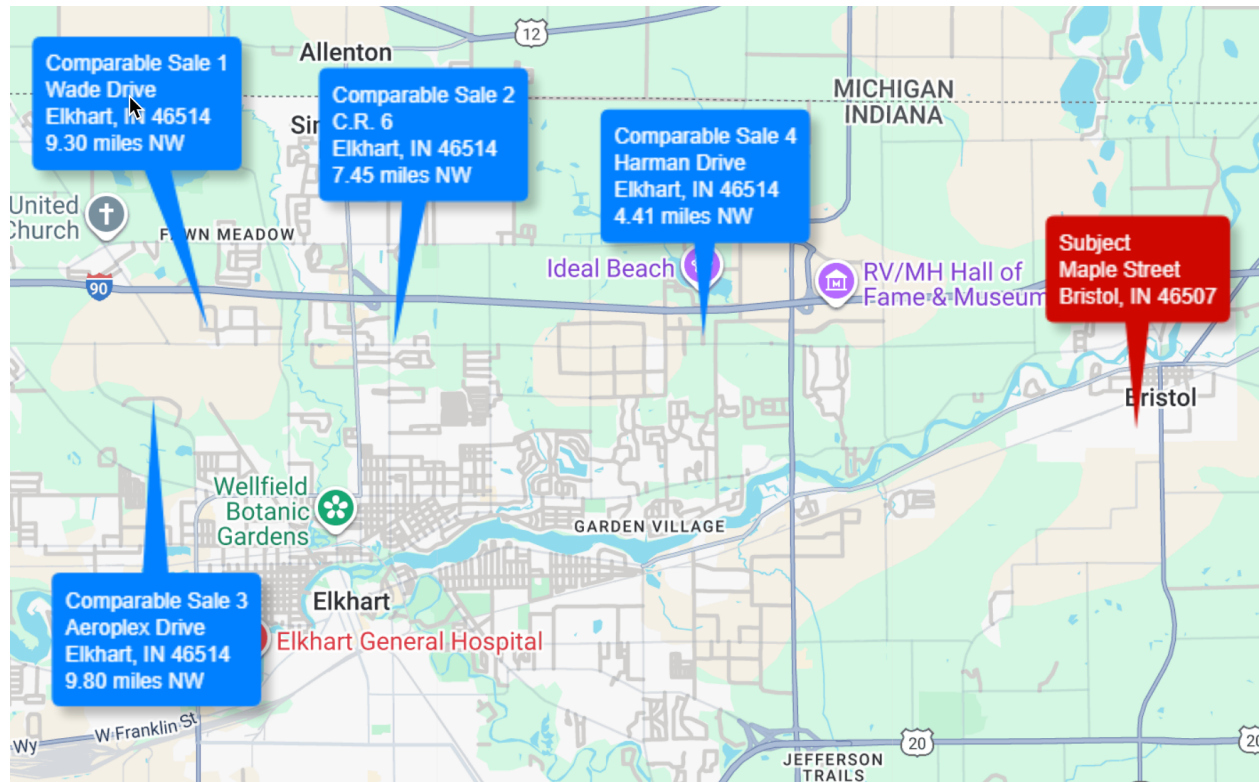 12
Allenton
Comparable Sale 1
Wade Drive
Elkhart, IN 46514
9.30 miles NW
Comparable Sale 2
C.R. 6
Elkhart, IN 46514
7.45 miles NW
MICHIGAN
INDIANA
Comparable Sale 4
Harman Drive
Elkhart, IN 46514
4.41 miles NW
United
Church
Subject
Maple Street
Bristol, IN 46507
Ideal Beach
RV/MH Hall of
Fame & Museum
90
Bristol
Wellfield
Botanic
Gardens
GARDEN VILLAGE
Comparable Sale 3
Aeroplex Drive
Elkhart, IN 46514
9.80 miles NW
Elkhart
Elkhart General Hospital
W Franklin St
Wy
20
JEFFERSON
TRAILS